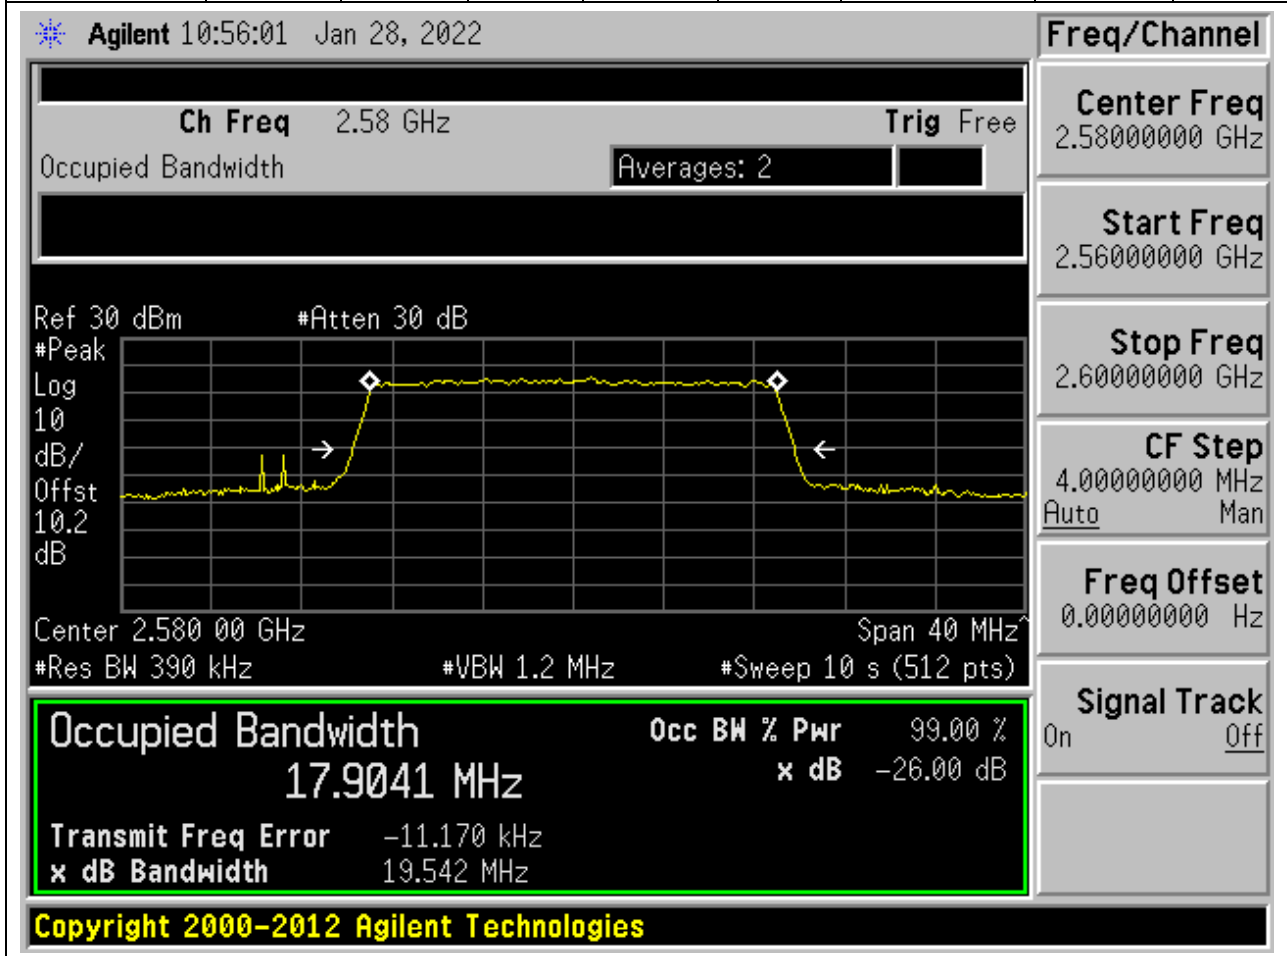 Agilent 10:56:01 Jan 28, 2022
Freq/Channel
Ch Freq 2.58 GHz Trig Free
Occupied Bandwidth Averages: 2
Center Freq
2.58000000 GHz
Start Freq
2.56000000 GHz
Stop Freq
2.60000000 GHz
CF Step
4.00000000 MHz
Auto Man
Freq Offset
0.00000000 Hz
Signal Track
On Off
Ref 30 dBm #Atten 30 dB
#Peak
Log
10
dB/
Offst
10.2
dB
Center 2.580 00 GHz Span 40 MHz^
#Res BW 390 kHz #VBW 1.2 MHz #Sweep 10 s (512 pts)
Occupied Bandwidth Occ BW % Pwr 99.00 %
17.9041 MHz x dB -26.00 dB
Transmit Freq Error -11.170 kHz
x dB Bandwidth 19.542 MHz
Copyright 2000-2012 Agilent Technologies